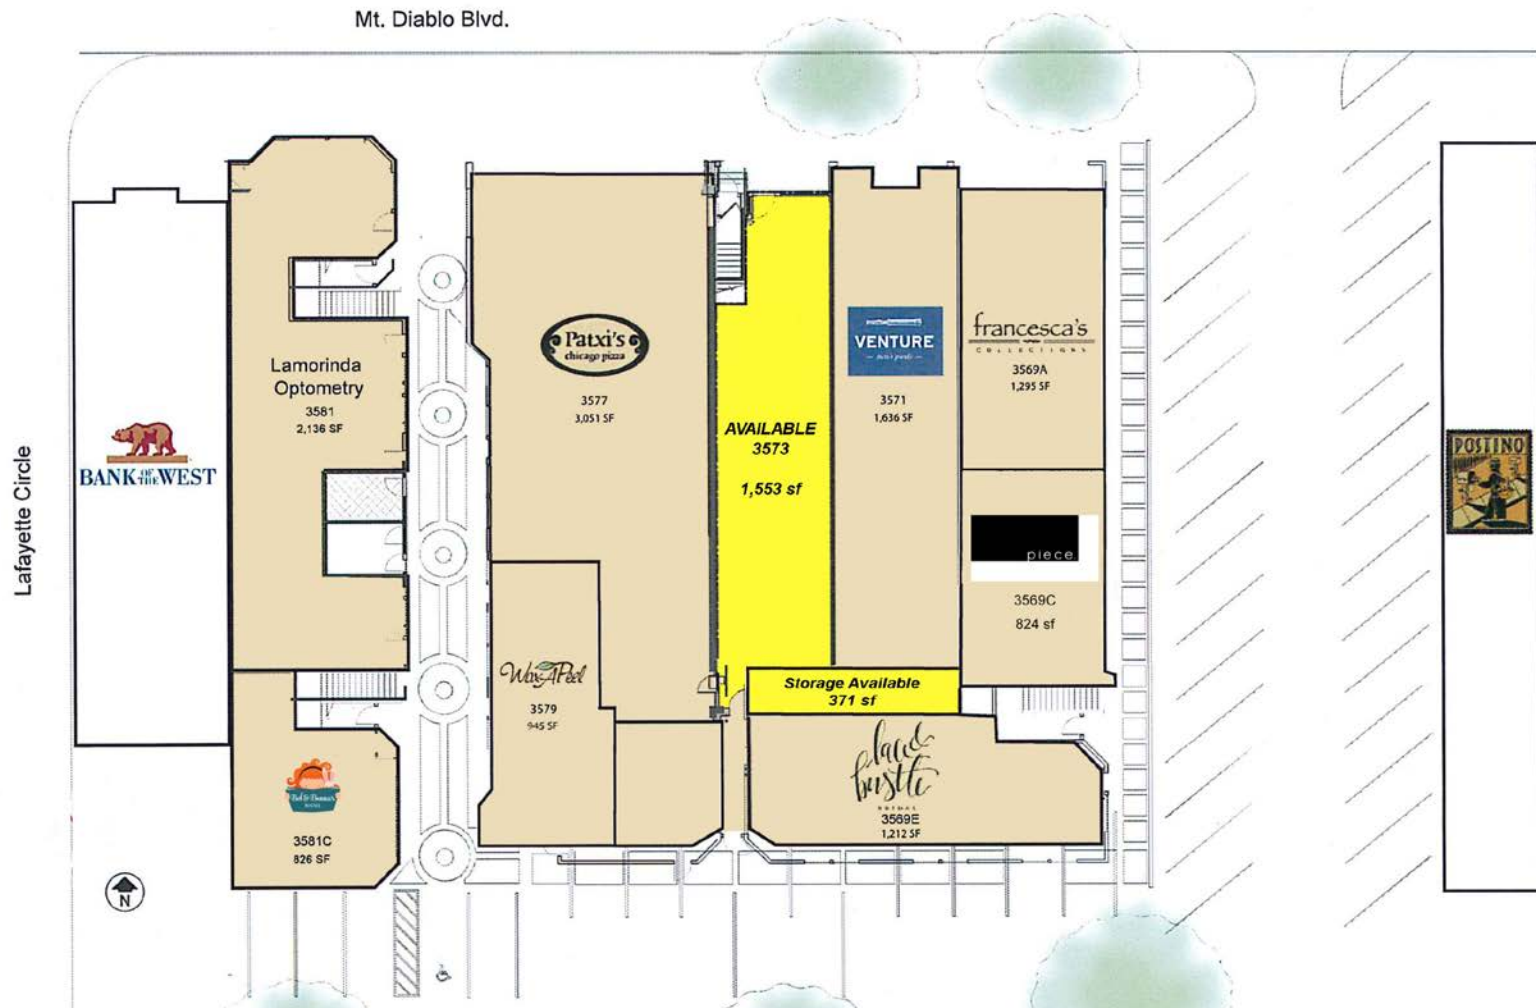 Mt. Diablo Blvd.
Lafayette Circle
BANK OF THE WEST
Lamorinda
Optometry
3581
2,136 SF
3581C
826 SF
N
Patxi's
chicago pizza
3577
3,051 SF
Wax A Peel
3579
945 SF
AVAILABLE
3573
1,553 sf
VENTURE
3571
1,636 SF
francesca's
COLLECTIONS
3569A
1,295 SF
piece
3569C
824 sf
Storage Available
371 sf
lace &
bustle
BRIDAL
3569E
1,212 SF
POSTINO